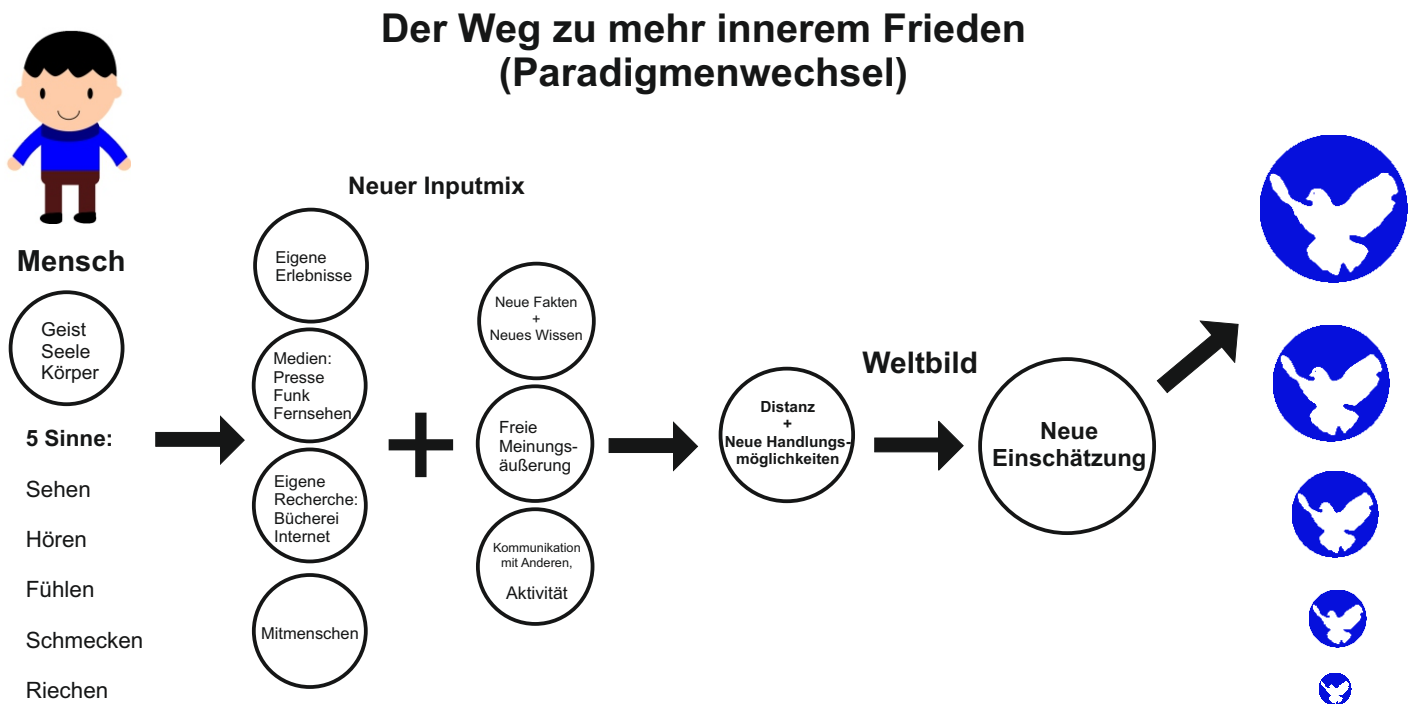 Der Weg zu mehr innerem Frieden
(Paradigmenwechsel)
Mensch
Geist
Seele
Körper
5 Sinne:
Sehen
Hören
Fühlen
Schmecken
Riechen
Neuer Inputmix
Eigene
Erlebnisse
Medien:
Presse
Funk
Fernsehen
Eigene
Recherche:
Bücherei
Internet
Mitmenschen
Neue Fakten
+
Neues Wissen
Freie
Meinungs-
äußerung
Kommunikation
mit Anderen,
Aktivität
Distanz
+
Neue Handlungs-
möglichkeiten
Weltbild
Neue
Einschätzung